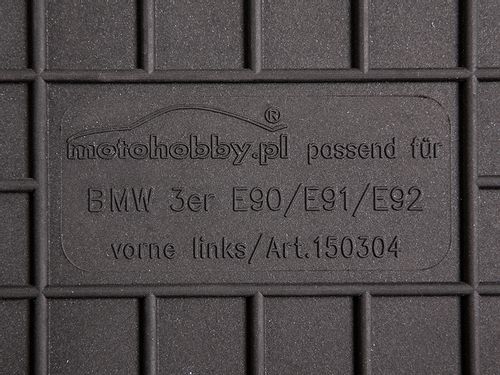 motohobby.pl® passend für
BMW 3er E90/E91/E92
vorne links/Art.150304